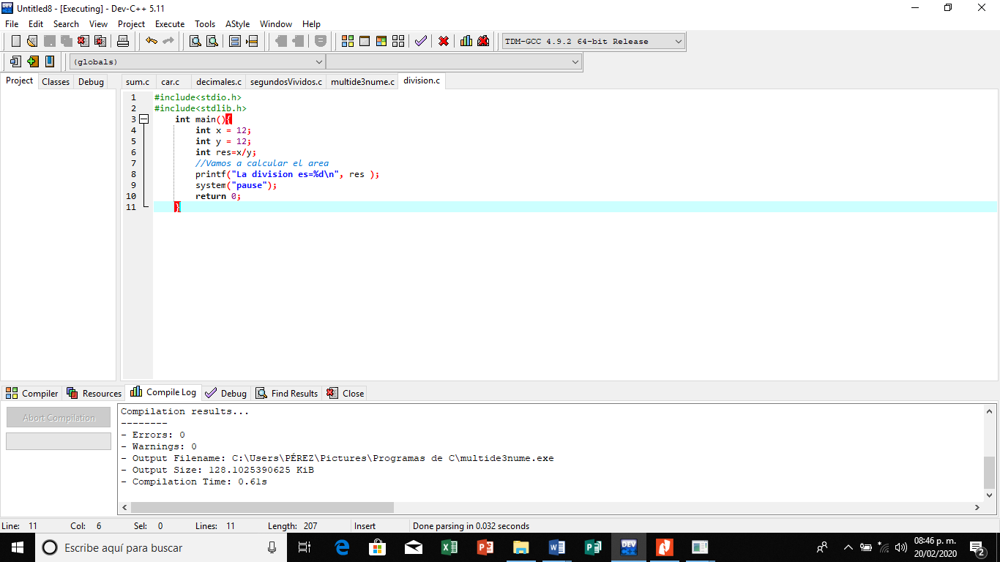 Untitled8 - [Executing] - Dev-C++ 5.11
File Edit Search View Project Execute Tools AStyle Window Help
TDM-GCC 4.9.2 64-bit Release
(globals)
Project Classes Debug sum.c car.c decimales.c segundosVividos.c multide3nume.c division.c
1 #include<stdio.h>
2 #include<stdlib.h>
3 int main(){
4 int x = 12;
5 int y = 12;
6 int res=x/y;
7 //Vamos a calcular el area
8 printf("La division es=%d\n", res );
9 system("pause");
10 return 0;
11 }
Compiler Resources Compile Log Debug Find Results Close
Abort Compilation
Compilation results...
--------
- Errors: 0
- Warnings: 0
- Output Filename: C:\Users\PÉREZ\Pictures\Programas de C\multide3nume.exe
- Output Size: 128.1025390625 KiB
- Compilation Time: 0.61s
Line: 11 Col: 6 Sel: 0 Lines: 11 Length: 207 Insert Done parsing in 0.032 seconds
Escribe aquí para buscar
08:46 p. m.
20/02/2020
2